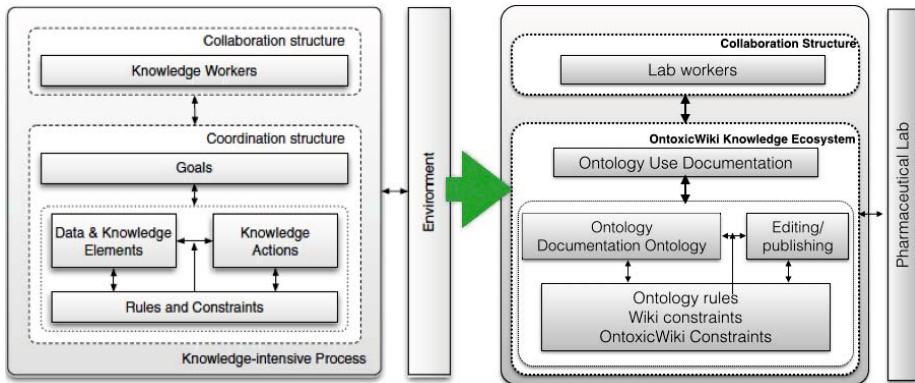 Collaboration structure
Knowledge Workers
Coordination structure
Goals
Data & Knowledge
Elements
Knowledge
Actions
Rules and Constraints
Knowledge-intensive Process
Environment
Collaboration Structure
Lab workers
OntoxicWiki Knowledge Ecosystem
Ontology Use Documentation
Ontology
Documentation Ontology
Editing/
publishing
Ontology rules
Wiki constraints
OntoxicWiki Constraints
Pharmaceutical Lab